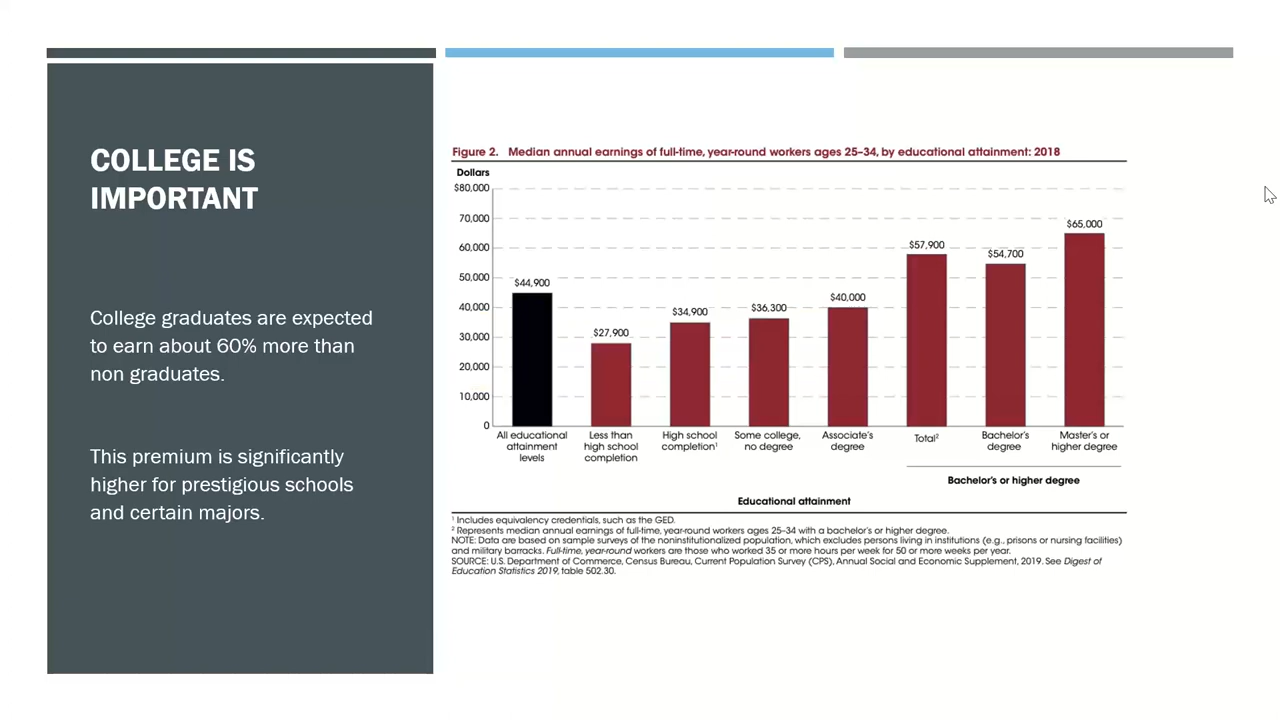 COLLEGE IS
IMPORTANT
College graduates are expected
to earn about 60% more than
non graduates.
This premium is significantly
higher for prestigious schools
and certain majors.
Figure 2. Median annual earnings of full-time, year-round workers ages 25–34, by educational attainment: 2018
Dollars
$80,000
70,000
60,000
50,000
40,000
30,000
20,000
10,000
0
$44,900
$27,900
$34,900
$36,300
$40,000
$57,900
$54,700
$65,000
All educational
attainment
levels
Less than
high school
completion
High school
completion¹
Some college,
no degree
Associate's
degree
Total²
Bachelor's
degree
Master's or
higher degree
Bachelor's or higher degree
Educational attainment
¹ Includes equivalency credentials, such as the GED.
² Represents median annual earnings of full-time, year-round workers ages 25–34 with a bachelor's or higher degree.
NOTE: Data are based on sample surveys of the noninstitutionalized population, which excludes persons living in institutions (e.g., prisons or nursing facilities)
and military barracks. Full-time, year-round workers are those who worked 35 or more hours per week for 50 or more weeks per year.
SOURCE: U.S. Department of Commerce, Census Bureau, Current Population Survey (CPS), Annual Social and Economic Supplement, 2019. See Digest of
Education Statistics 2019, table 502.30.